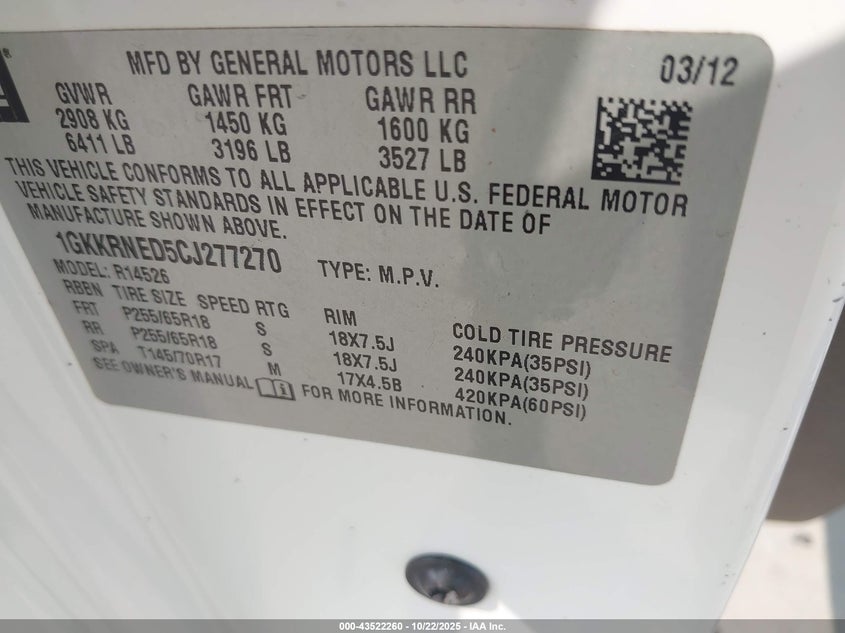 MFD BY GENERAL MOTORS LLC 03/12
GVWR GAWR FRT GAWR RR
2908 KG 1450 KG 1600 KG
6411 LB 3196 LB 3527 LB
THIS VEHICLE CONFORMS TO ALL APPLICABLE U.S. FEDERAL MOTOR
VEHICLE SAFETY STANDARDS IN EFFECT ON THE DATE OF
MANUFACTURE SHOWN ABOVE.
1GKKRNED5CJ277270 TYPE: M.P.V.
MODEL: R14526
RBBN TIRE SIZE SPEED RTG RIM COLD TIRE PRESSURE
FRT P255/65R18 S 18X7.5J 240KPA(35PSI)
RR P255/65R18 S 18X7.5J 240KPA(35PSI)
SPA T145/70R17 M 17X4.5B 420KPA(60PSI)
SEE OWNER'S MANUAL FOR MORE INFORMATION.
000-43522260 - 10/22/2025 - IAA Inc.